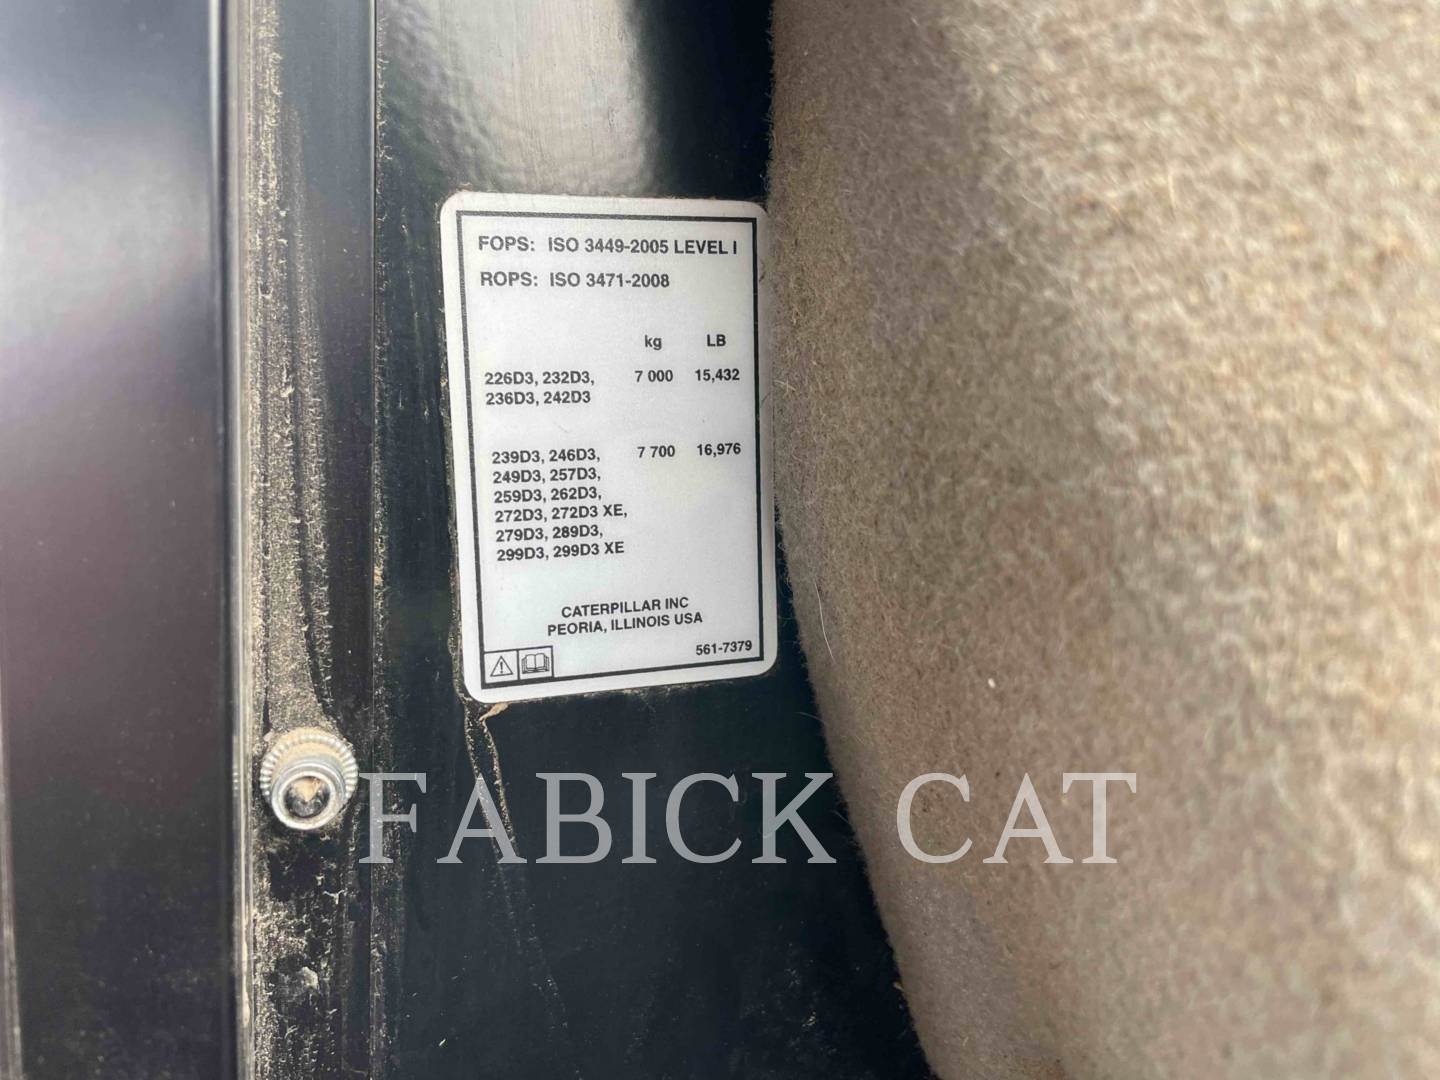 FOPS: ISO 3449-2005 LEVEL I
ROPS: ISO 3471-2008
kg LB
226D3, 232D3, 7 000 15,432
236D3, 242D3
239D3, 246D3, 7 700 16,976
249D3, 257D3,
259D3, 262D3,
272D3, 272D3 XE,
279D3, 289D3,
299D3, 299D3 XE
CATERPILLAR INC
PEORIA, ILLINOIS USA
561-7379
FABICK CAT